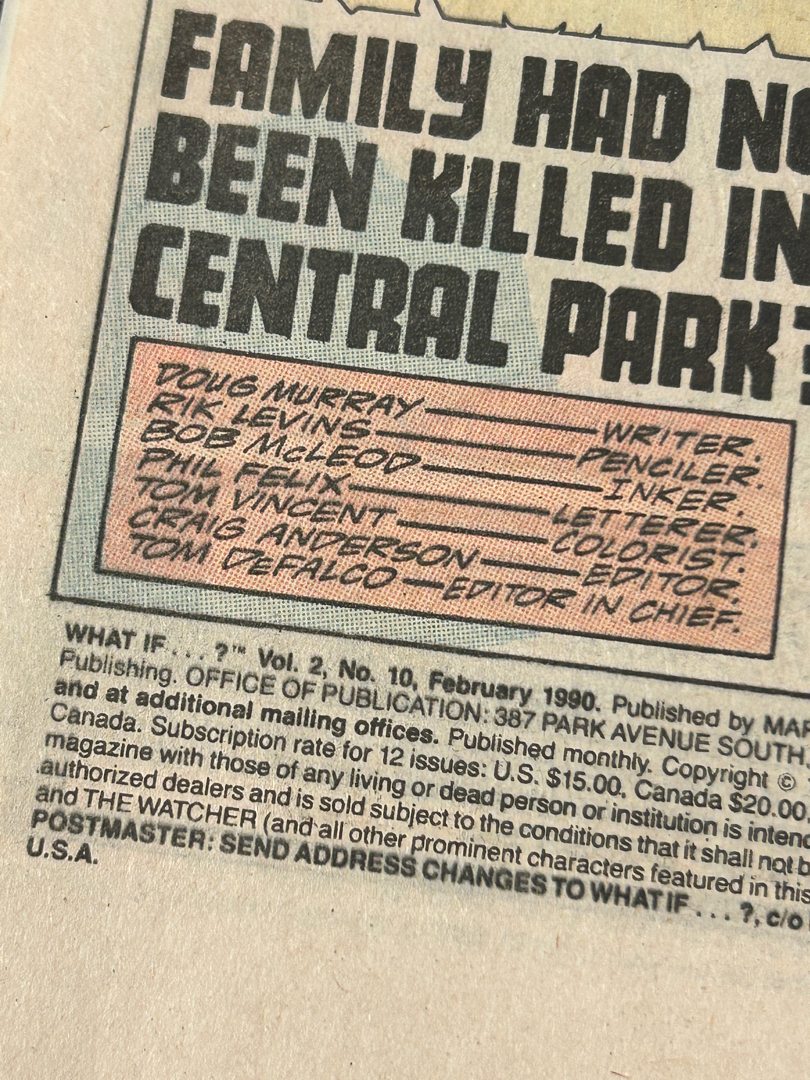 FAMILY HAD NO
BEEN KILLED IN
CENTRAL PARK?
DOUG MURRAY — WRITER.
RIK LEVINS — PENCILER.
BOB McLEOD — INKER.
PHIL FELIX — LETTERER.
TOM VINCENT — COLORIST.
CRAIG ANDERSON — EDITOR.
TOM DEFALCO — EDITOR IN CHIEF.
WHAT IF . . . ?™ Vol. 2, No. 10, February 1990. Published by MAR
Publishing. OFFICE OF PUBLICATION: 387 PARK AVENUE SOUTH,
and at additional mailing offices. Published monthly. Copyright ©
Canada. Subscription rate for 12 issues: U.S. $15.00. Canada $20.00.
magazine with those of any living or dead person or institution is intend
authorized dealers and is sold subject to the conditions that it shall not b
and THE WATCHER (and all other prominent characters featured in this
POSTMASTER: SEND ADDRESS CHANGES TO WHAT IF . . . ?, c/o
U.S.A.